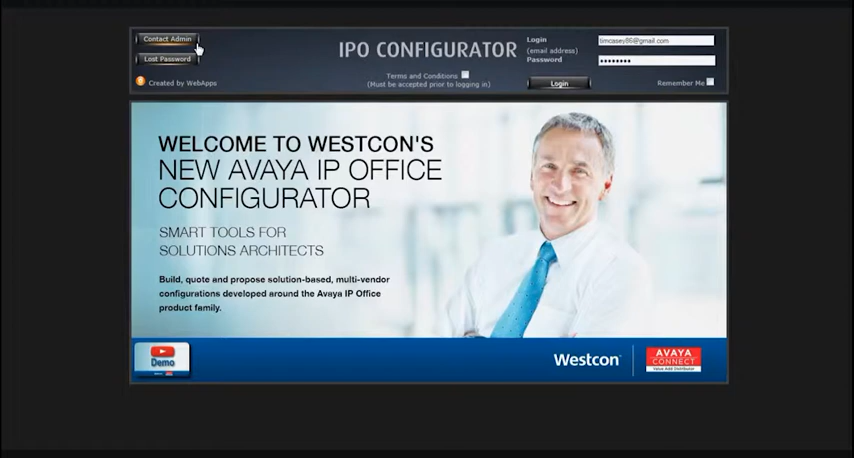 Contact Admin
Lost Password
Created by WebApps
IPO CONFIGURATOR
Terms and Conditions
(Must be accepted prior to logging in)
Login
(email address)
timcasey86@gmail.com
Password
Login
Remember Me
WELCOME TO WESTCON'S
NEW AVAYA IP OFFICE
CONFIGURATOR
SMART TOOLS FOR
SOLUTIONS ARCHITECTS
Build, quote and propose solution-based, multi-vendor
configurations developed around the Avaya IP Office
product family.
Demo
Westcon
AVAYA
CONNECT
Value Add Distributor